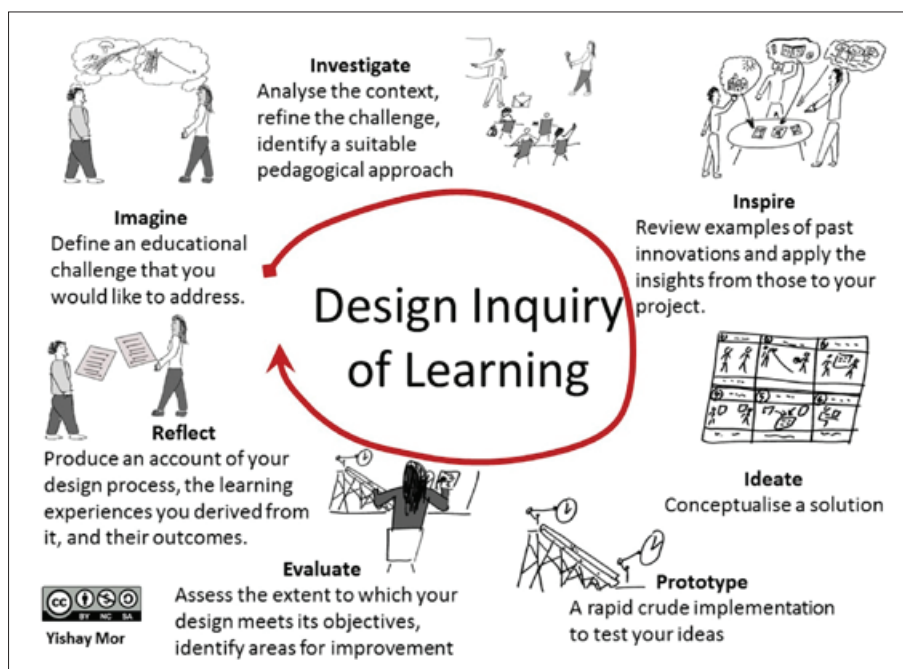 Imagine
Define an educational
challenge that you
would like to address.
Investigate
Analyse the context,
refine the challenge,
identify a suitable
pedagogical approach
Inspire
Review examples of past
innovations and apply the
insights from those to your
project.
Design Inquiry
of Learning
Ideate
Conceptualise a solution
Prototype
A rapid crude implementation
to test your ideas
Evaluate
Assess the extent to which your
design meets its objectives,
identify areas for improvement
Reflect
Produce an account of your
design process, the learning
experiences you derived from
it, and their outcomes.
cc
BY NC SA
Yishay Mor